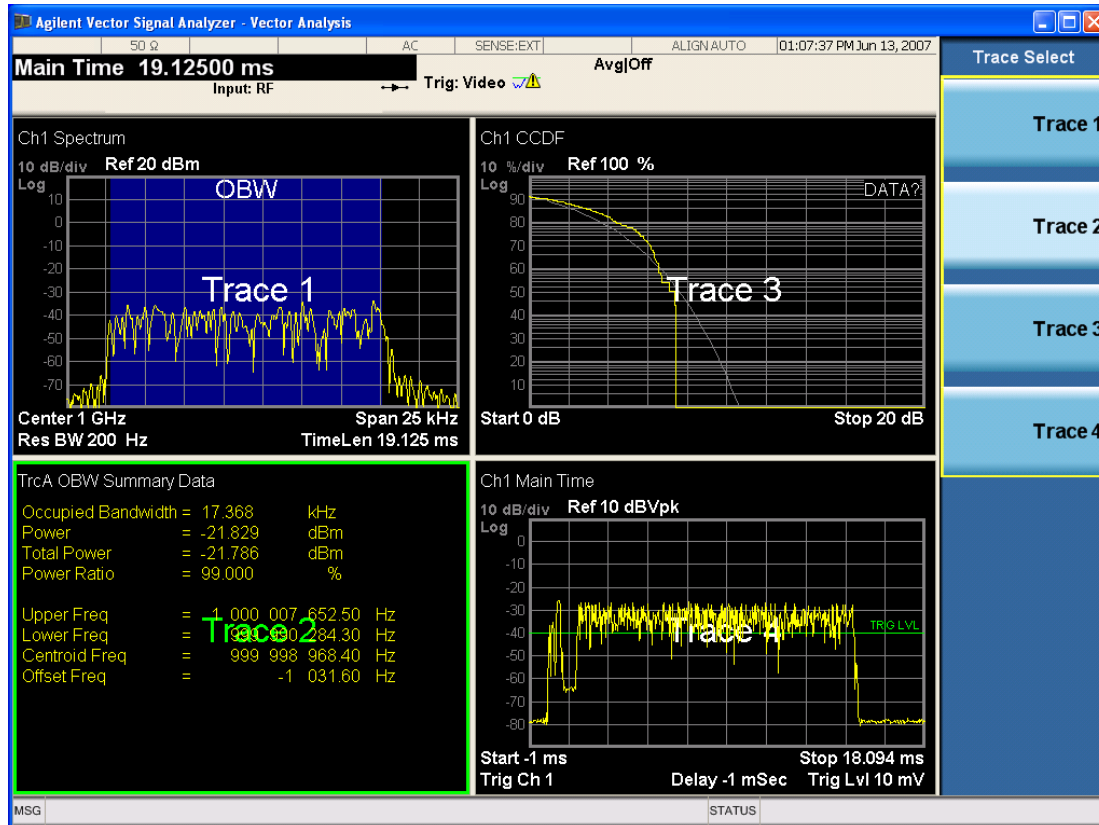 Agilent Vector Signal Analyzer - Vector Analysis
50 Ω AC SENSE:EXT ALIGN AUTO 01:07:37 PM Jun 13, 2007
Main Time 19.12500 ms
Input: RF
Trig: Video
Avg|Off
Ch1 Spectrum
10 dB/div Ref 20 dBm
Log
OBW
10
0
-10
-20
-30
-40
-50
-60
-70
Trace 1
Center 1 GHz Span 25 kHz
Res BW 200 Hz TimeLen 19.125 ms
Ch1 CCDF
10 %/div Ref 100 %
Log
DATA?
90
80
70
60
50
40
30
20
10
Trace 3
Start 0 dB Stop 20 dB
TrcA OBW Summary Data
Occupied Bandwidth = 17.368 kHz
Power = -21.829 dBm
Total Power = -21.786 dBm
Power Ratio = 99.000 %
Upper Freq = 1 000 007 652.50 Hz
Trace 2
Lower Freq = 284.30 Hz
Centroid Freq = 999 998 968.40 Hz
Offset Freq = -1 031.60 Hz
Ch1 Main Time
10 dB/div Ref 10 dBVpk
Log
0
-10
-20
-30
-40
-50
-60
-70
-80
Trace 4
TRIG LVL
Start -1 ms Stop 18.094 ms
Trig Ch 1 Delay -1 mSec Trig Lvl 10 mV
Trace Select
Trace 1
Trace 2
Trace 3
Trace 4
MSG STATUS